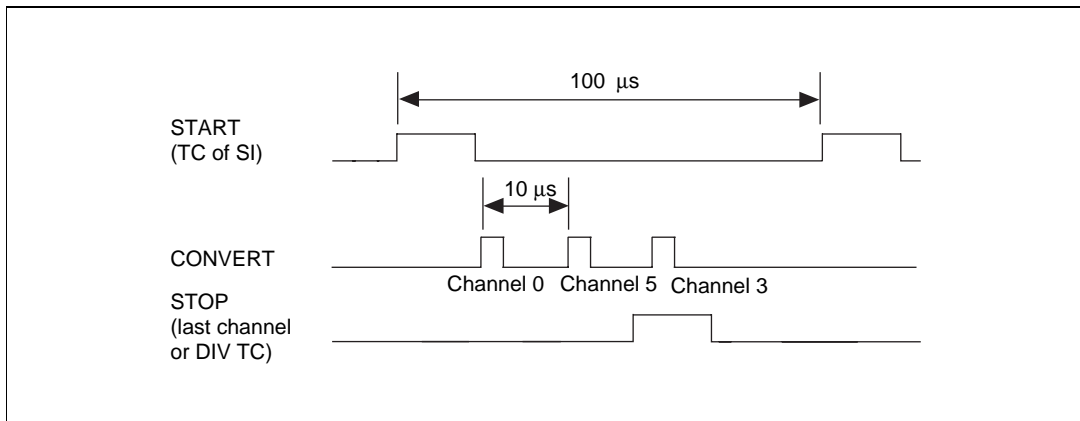 100 μs
START
(TC of SI)
10 μs
CONVERT
Channel 0 Channel 5 Channel 3
STOP
(last channel
or DIV TC)